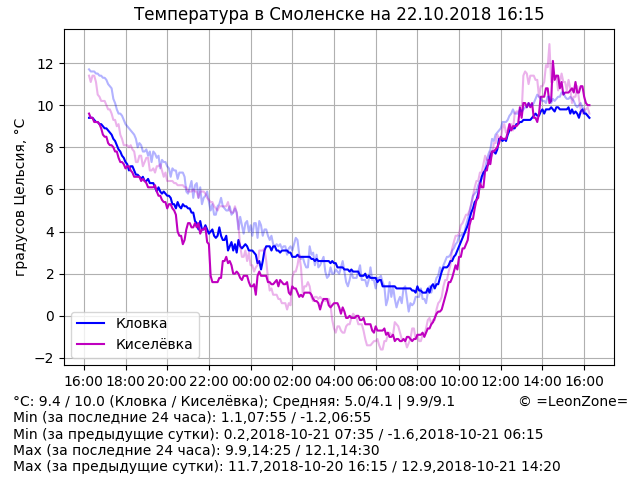 Температура в Смоленске на 22.10.2018 16:15
градусов Цельсия, °C
12
10
8
6
4
2
0
−2
Кловка
Киселёвка
16:00 18:00 20:00 22:00 00:00 02:00 04:00 06:00 08:00 10:00 12:00 14:00 16:00
°C: 9.4 / 10.0 (Кловка / Киселёвка); Средняя: 5.0/4.1 | 9.9/9.1 © =LeonZone=
Min (за последние 24 часа): 1.1,07:55 / -1.2,06:55
Min (за предыдущие сутки): 0.2,2018-10-21 07:35 / -1.6,2018-10-21 06:15
Max (за последние 24 часа): 9.9,14:25 / 12.1,14:30
Max (за предыдущие сутки): 11.7,2018-10-20 16:15 / 12.9,2018-10-21 14:20